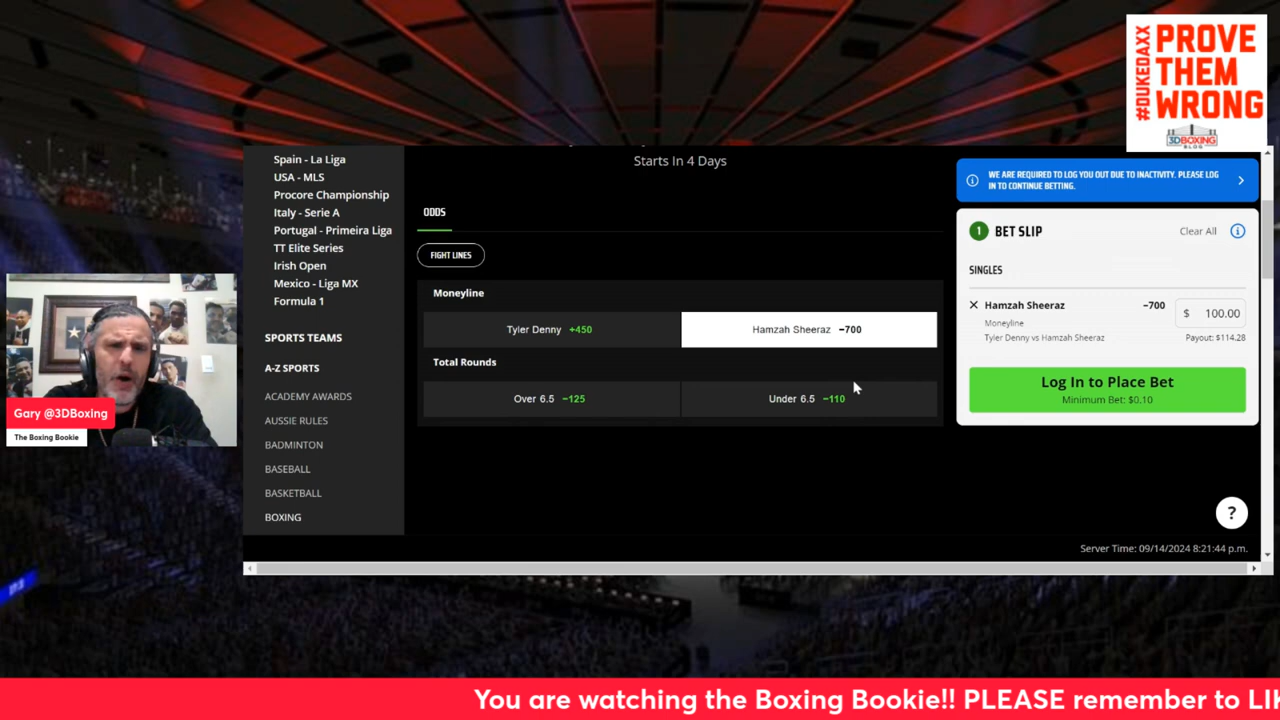 #DUKEDAXX
PROVE
THEM
WRONG
3DBOXING
BLOG
Spain - La Liga
USA - MLS
Procore Championship
Italy - Serie A
Portugal - Primeira Liga
TT Elite Series
Irish Open
Mexico - Liga MX
Formula 1
SPORTS TEAMS
A-Z SPORTS
ACADEMY AWARDS
AUSSIE RULES
BADMINTON
BASEBALL
BASKETBALL
BOXING
Starts In 4 Days
ODDS
FIGHT LINES
Moneyline
Tyler Denny +450
Hamzah Sheeraz −700
Total Rounds
Over 6.5 −125
Under 6.5 −110
WE ARE REQUIRED TO LOG YOU OUT DUE TO INACTIVITY. PLEASE LOG
IN TO CONTINUE BETTING.
1 BET SLIP Clear All
SINGLES
Hamzah Sheeraz −700 $ 100.00
Moneyline
Tyler Denny vs Hamzah Sheeraz Payout: $114.28
Log In to Place Bet
Minimum Bet: $0.10
?
Server Time: 09/14/2024 8:21:44 p.m.
Gary @3DBoxing
The Boxing Bookie
You are watching the Boxing Bookie!! PLEASE remember to LI